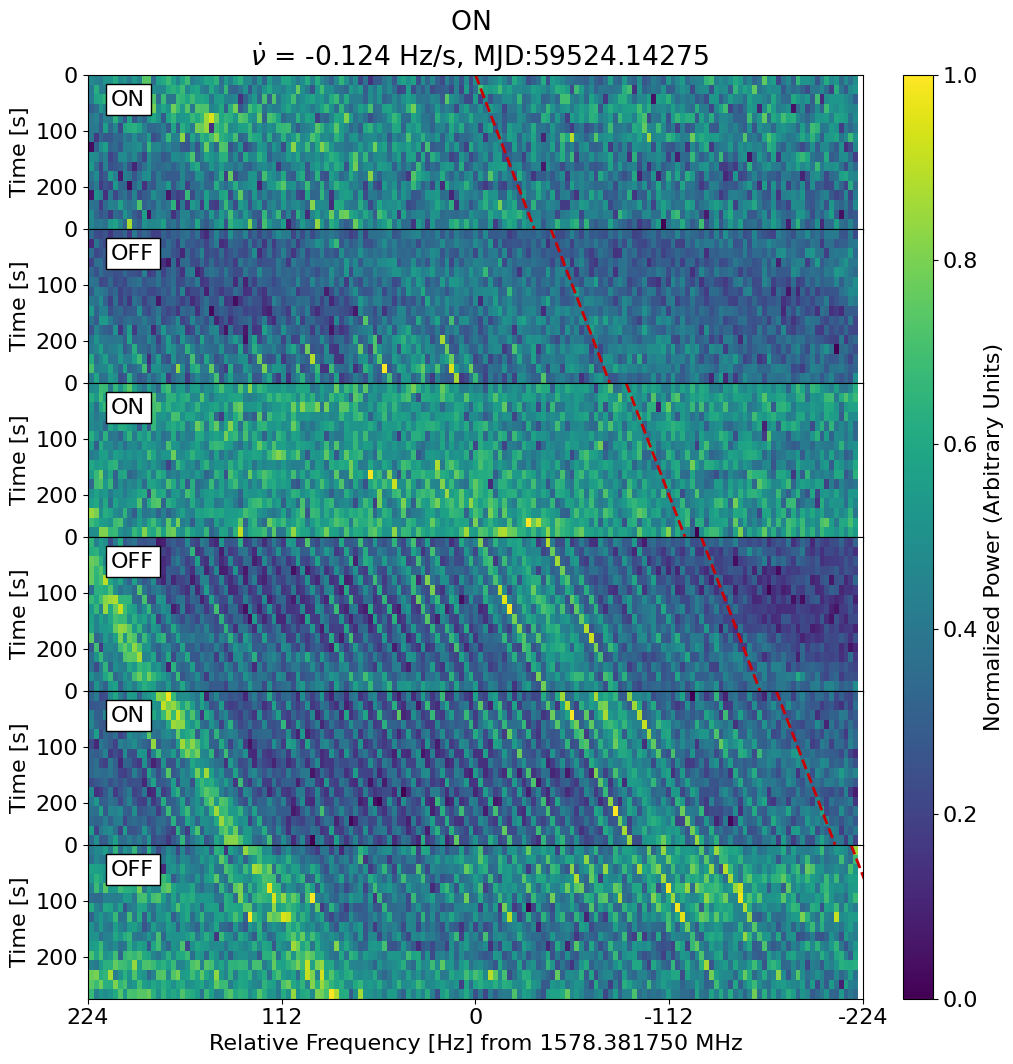 ON
ν̇ = -0.124 Hz/s, MJD:59524.14275
0
ON
100
Time [s]
200
0
OFF
100
Time [s]
200
0
ON
100
Time [s]
200
0
OFF
100
Time [s]
200
0
ON
100
Time [s]
200
0
OFF
100
Time [s]
200
224 112 0 -112 -224
Relative Frequency [Hz] from 1578.381750 MHz
1.0
0.8
0.6
0.4
0.2
0.0
Normalized Power (Arbitrary Units)